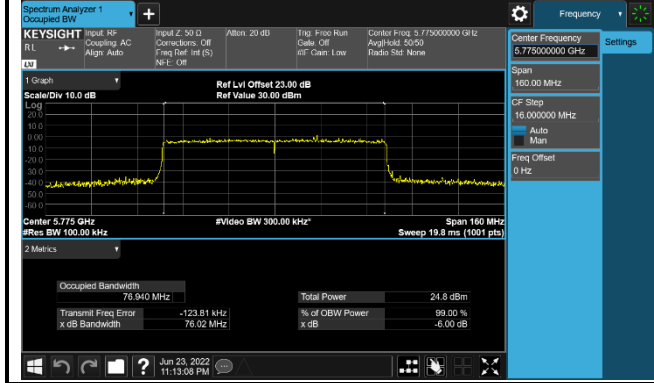 Spectrum Analyzer 1
Occupied BW
+
Frequency
KEYSIGHT
RL
Input: RF
Coupling: AC
Align: Auto
Input Z: 50 Ω
Corrections: Off
Freq Ref: Int (S)
NFE: Off
Atten: 20 dB
Trig: Free Run
Gate: Off
#IF Gain: Low
Center Freq: 5.775000000 GHz
Avg|Hold: 50/50
Radio Std: None
Center Frequency
5.775000000 GHz
Settings
Span
160.00 MHz
CF Step
16.000000 MHz
Auto
Man
Freq Offset
0 Hz
1 Graph
Scale/Div 10.0 dB
Ref Lvl Offset 23.00 dB
Ref Value 30.00 dBm
Log
20.0
10.0
0.00
-10.0
-20.0
-30.0
-40.0
-50.0
-60.0
Center 5.775 GHz
#Res BW 100.00 kHz
#Video BW 300.00 kHz*
Span 160 MHz
Sweep 19.8 ms (1001 pts)
2 Metrics
Occupied Bandwidth
76.940 MHz
Total Power 24.8 dBm
Transmit Freq Error -123.81 kHz
% of OBW Power 99.00 %
x dB Bandwidth 76.02 MHz
x dB -6.00 dB
?
Jun 23, 2022
11:13:08 PM